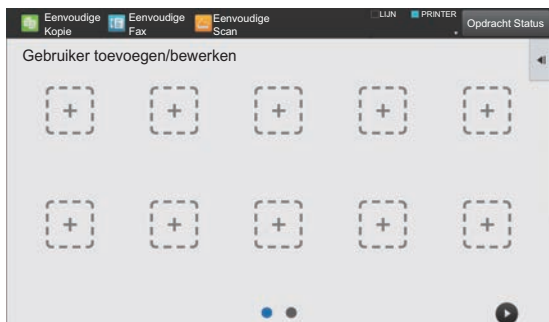 Eenvoudige Kopie
Eenvoudige Fax
Eenvoudige Scan
LIJN
PRINTER
Opdracht Status
Gebruiker toevoegen/bewerken